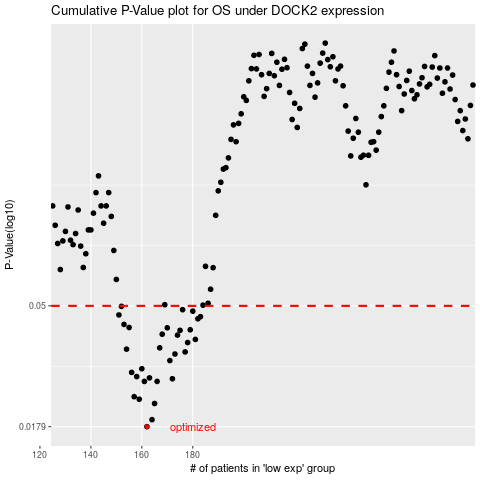 Cumulative P-Value plot for OS under DOCK2 expression
P-Value(log10)
0.05
0.0179
optimized
120 140 160 180
# of patients in 'low exp' group